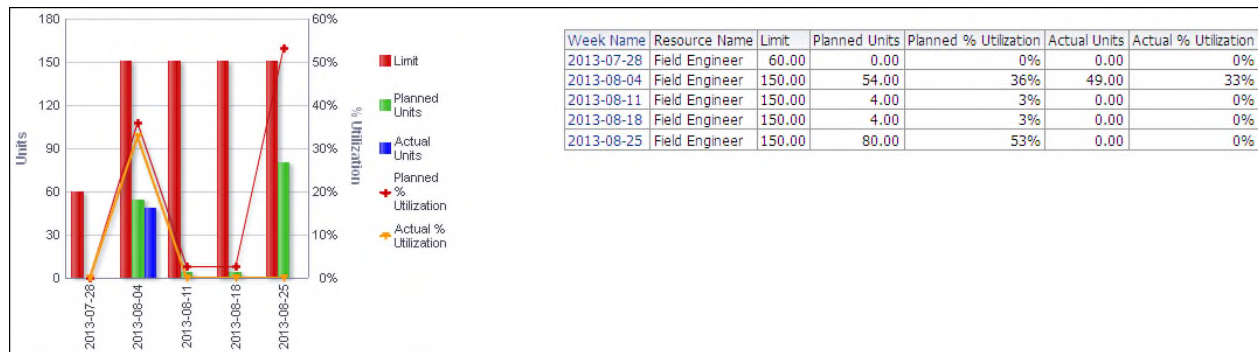 180
150
120
90
60
30
0
Units
60%
50%
40%
30%
20%
10%
0%
% Utilization
2013-07-28
2013-08-04
2013-08-11
2013-08-18
2013-08-25
Limit
Planned
Units
Actual
Units
Planned
%
Utilization
Actual %
Utilization
Week Name Resource Name Limit Planned Units Planned % Utilization Actual Units Actual % Utilization
2013-07-28 Field Engineer 60.00 0.00 0% 0.00 0%
2013-08-04 Field Engineer 150.00 54.00 36% 49.00 33%
2013-08-11 Field Engineer 150.00 4.00 3% 0.00 0%
2013-08-18 Field Engineer 150.00 4.00 3% 0.00 0%
2013-08-25 Field Engineer 150.00 80.00 53% 0.00 0%